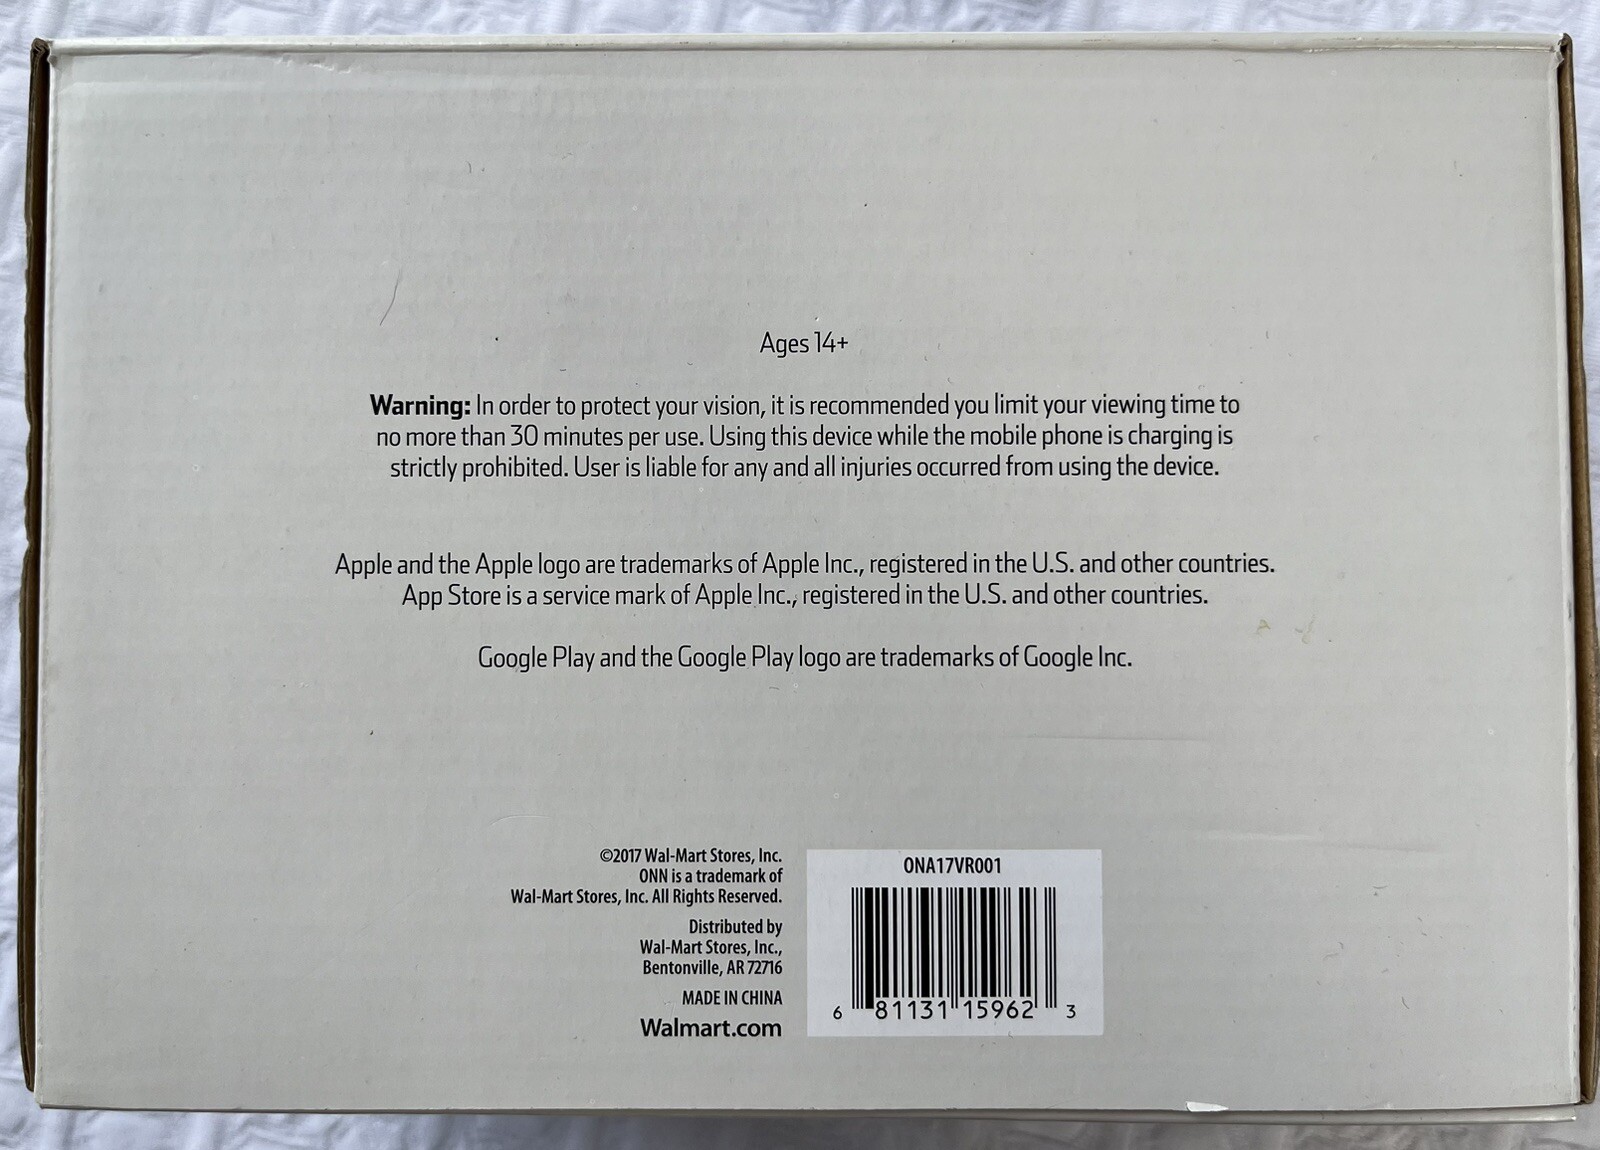 Ages 14+
Warning: In order to protect your vision, it is recommended you limit your viewing time to
no more than 30 minutes per use. Using this device while the mobile phone is charging is
strictly prohibited. User is liable for any and all injuries occurred from using the device.
Apple and the Apple logo are trademarks of Apple Inc., registered in the U.S. and other countries.
App Store is a service mark of Apple Inc., registered in the U.S. and other countries.
Google Play and the Google Play logo are trademarks of Google Inc.
©2017 Wal-Mart Stores, Inc.
ONN is a trademark of
Wal-Mart Stores, Inc. All Rights Reserved.
Distributed by
Wal-Mart Stores, Inc.,
Bentonville, AR 72716
MADE IN CHINA
Walmart.com
ONA17VR001
6 81131 15962 3